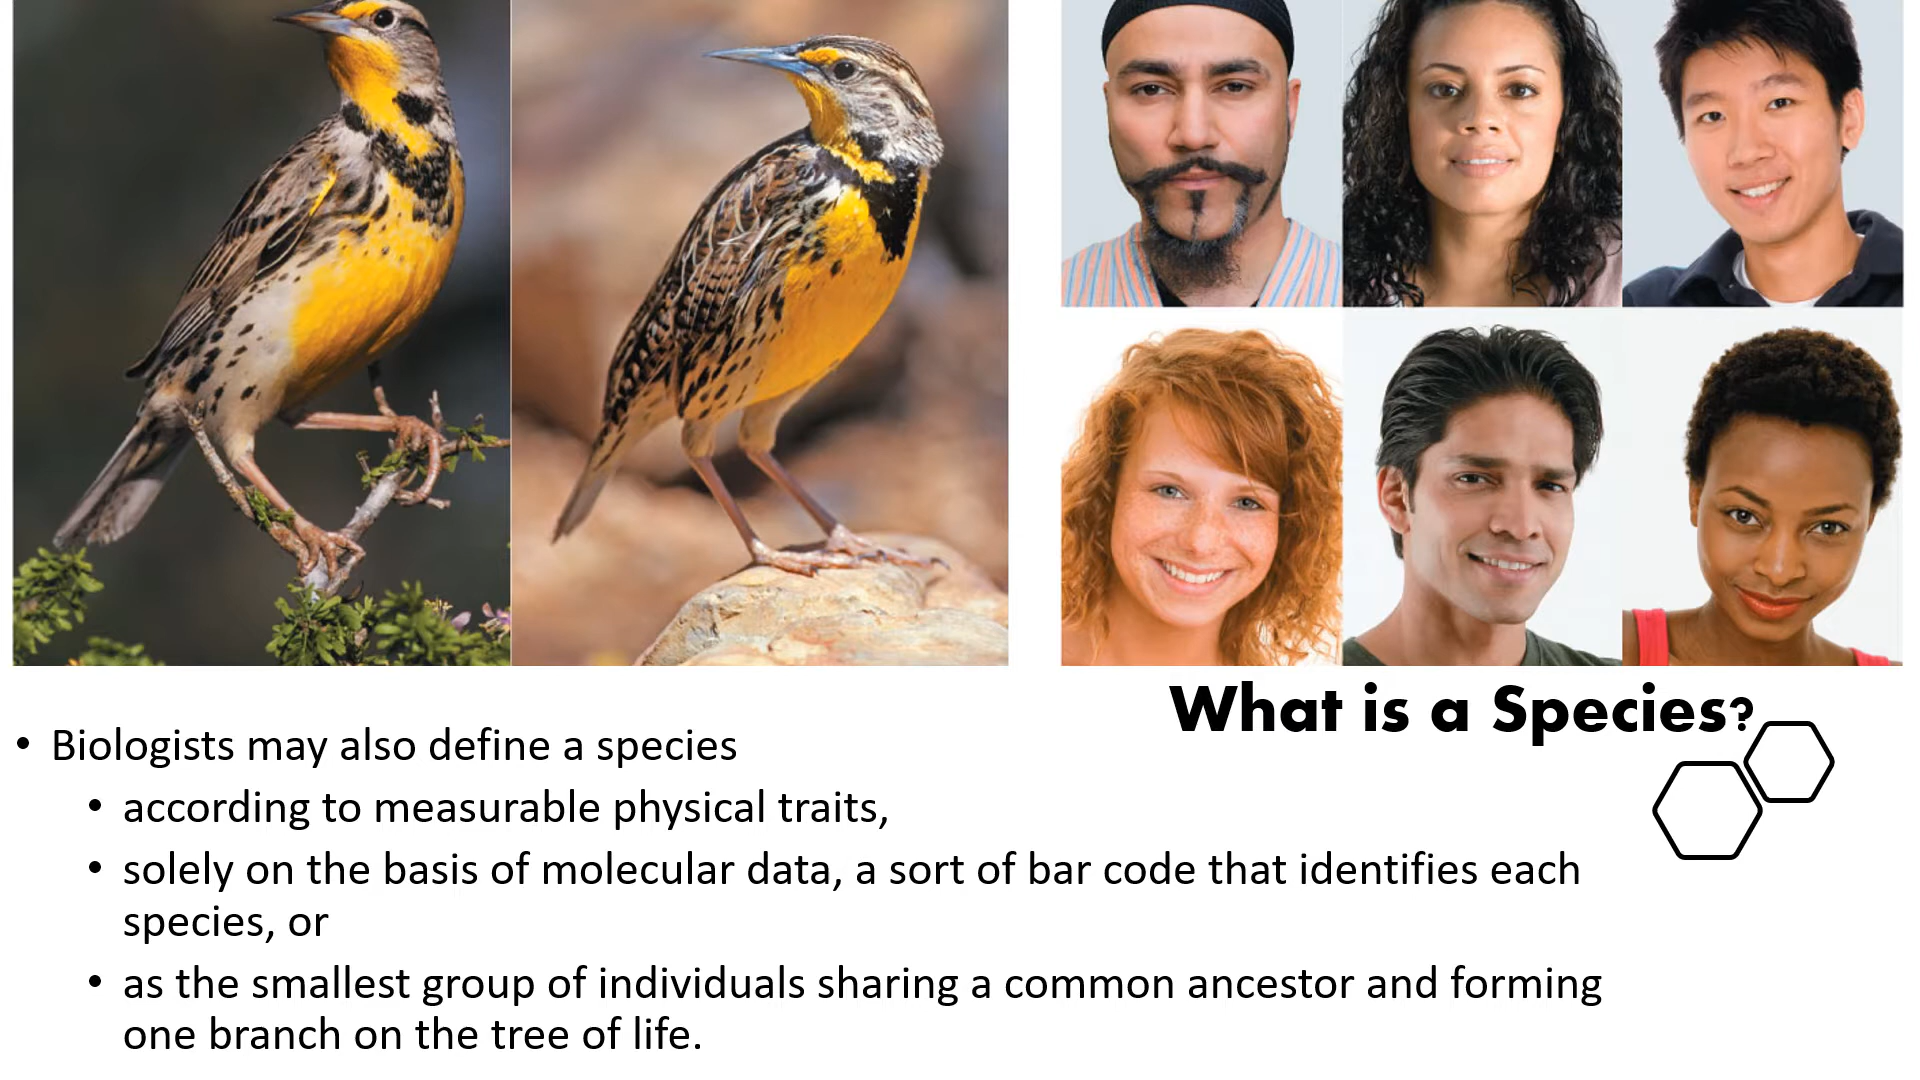 What is a Species?
• Biologists may also define a species
• according to measurable physical traits,
• solely on the basis of molecular data, a sort of bar code that identifies each
species, or
• as the smallest group of individuals sharing a common ancestor and forming
one branch on the tree of life.